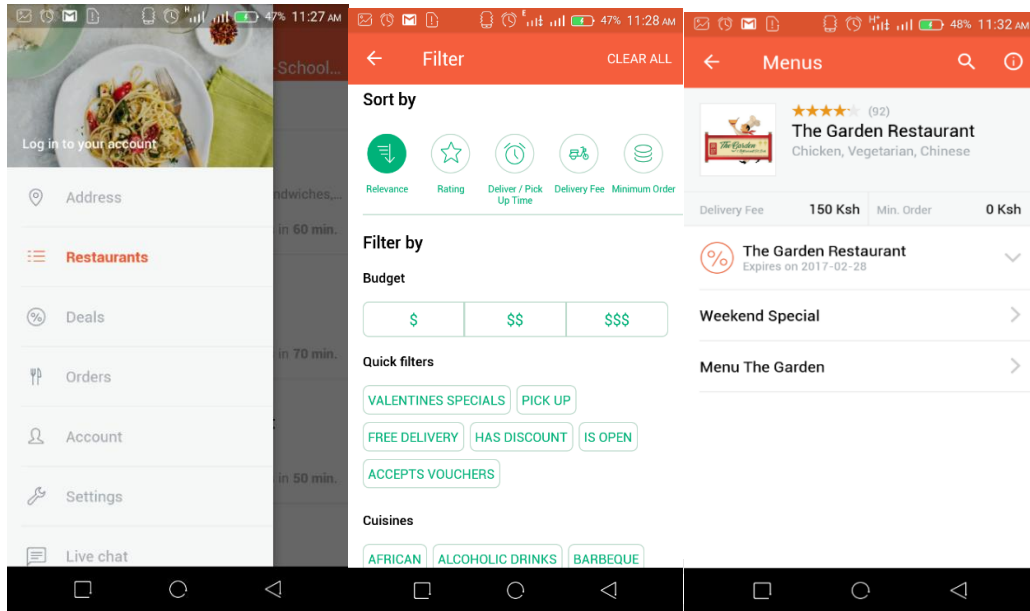 47% 11:27 AM
-School...
Log in to your account
Address
ndwiches,...
in 60 min.
Restaurants
Deals
in 70 min.
Orders
Account
in 50 min.
Settings
Live chat
47% 11:28 AM
Filter CLEAR ALL
Sort by
Relevance Rating Deliver / Pick Up Time Delivery Fee Minimum Order
Filter by
Budget
$ $$ $$$
Quick filters
VALENTINES SPECIALS PICK UP
FREE DELIVERY HAS DISCOUNT IS OPEN
ACCEPTS VOUCHERS
Cuisines
AFRICAN ALCOHOLIC DRINKS BARBEQUE
48% 11:32 AM
Menus
(92)
The Garden Restaurant
The Garden
Chicken, Vegetarian, Chinese
Delivery Fee 150 Ksh Min. Order 0 Ksh
The Garden Restaurant
Expires on 2017-02-28
Weekend Special
Menu The Garden